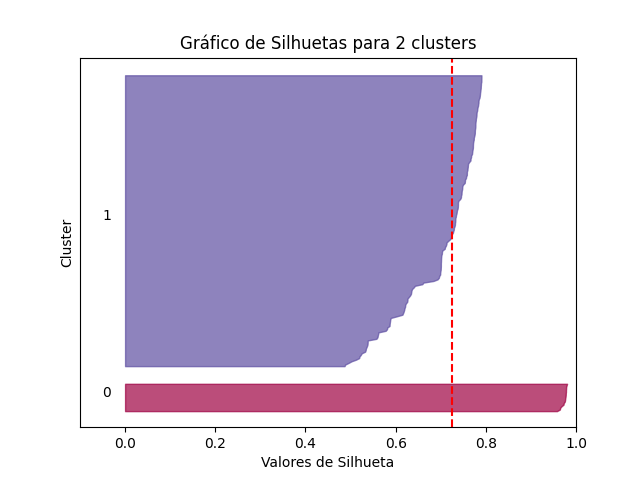 Gráfico de Silhuetas para 2 clusters
Cluster
1
0
0.0 0.2 0.4 0.6 0.8 1.0
Valores de Silhueta